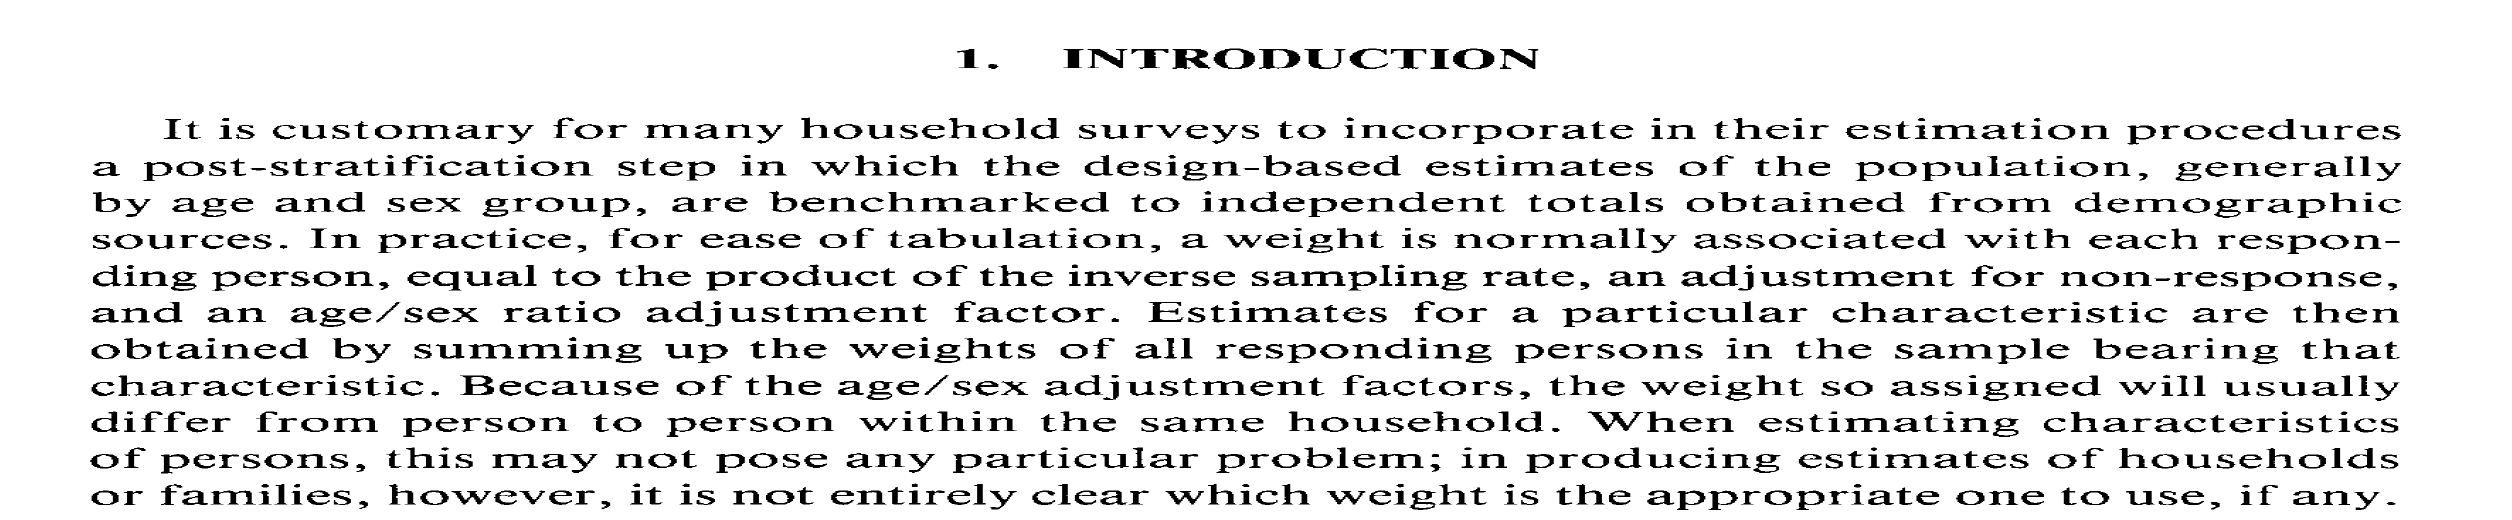 1. INTRODUCTION
It is customary for many household surveys to incorporate in their estimation procedures
a post-stratification step in which the design-based estimates of the population, generally
by age and sex group, are benchmarked to independent totals obtained from demographic
sources. In practice, for ease of tabulation, a weight is normally associated with each respon-
ding person, equal to the product of the inverse sampling rate, an adjustment for non-response,
and an age/sex ratio adjustment factor. Estimates for a particular characteristic are then
obtained by summing up the weights of all responding persons in the sample bearing that
characteristic. Because of the age/sex adjustment factors, the weight so assigned will usually
differ from person to person within the same household. When estimating characteristics
of persons, this may not pose any particular problem; in producing estimates of households
or families, however, it is not entirely clear which weight is the appropriate one to use, if any.